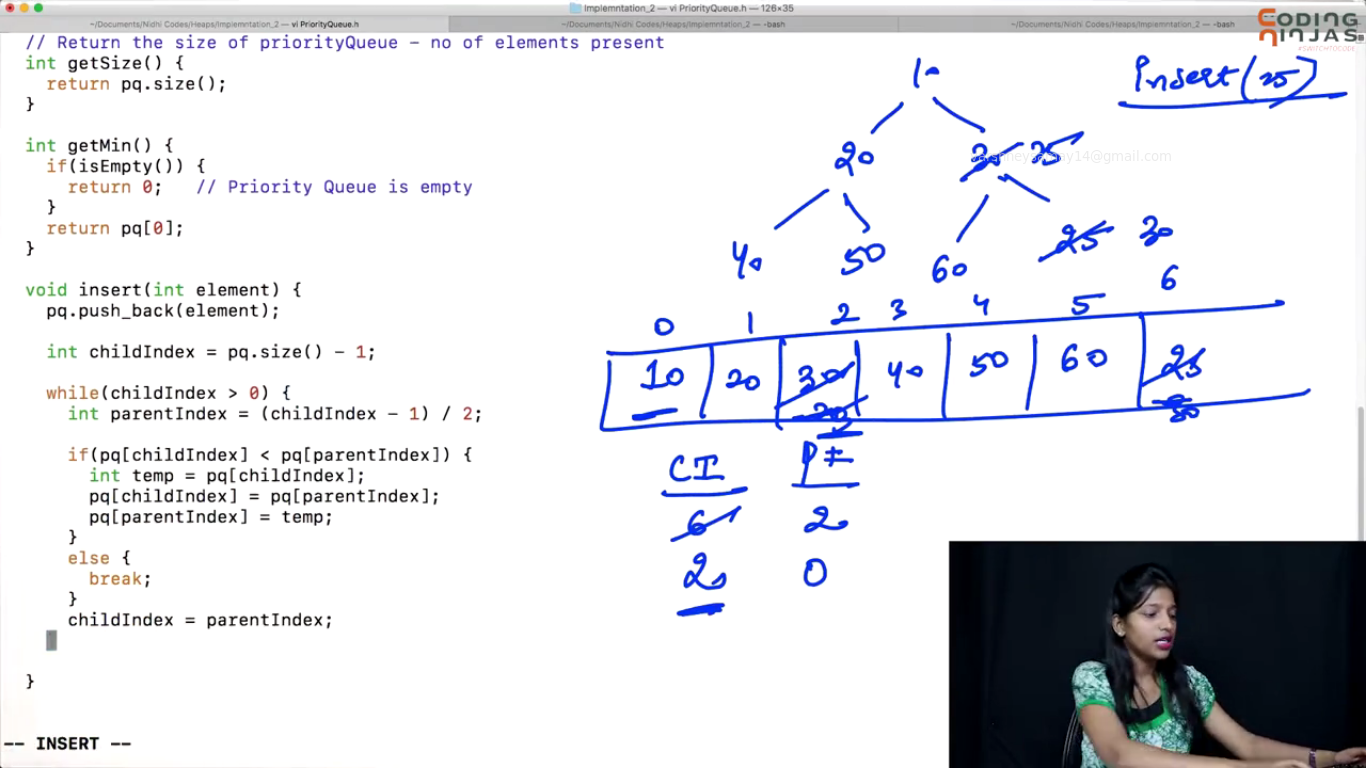 Implemntation_2 — vi PriorityQueue.h — 126×35
~/Documents/Nidhi Codes/Heaps/Implemntation_2 — vi PriorityQueue.h
~/Documents/Nidhi Codes/Heaps/Implemntation_2 — -bash
~/Documents/Nidhi Codes/Heaps/Implemntation_2 — -bash
CODING
NINJAS
#SWITCHTOCODE
// Return the size of priorityQueue – no of elements present
int getSize() {
return pq.size();
}
int getMin() {
if(isEmpty()) {
return 0; // Priority Queue is empty
}
return pq[0];
}
void insert(int element) {
pq.push_back(element);
int childIndex = pq.size() - 1;
while(childIndex > 0) {
int parentIndex = (childIndex - 1) / 2;
if(pq[childIndex] < pq[parentIndex]) {
int temp = pq[childIndex];
pq[childIndex] = pq[parentIndex];
pq[parentIndex] = temp;
}
else {
break;
}
childIndex = parentIndex;
}
-- INSERT --
Insert(25)
10
20 30 25
40 50 60 25 30
0 1 2 3 4 5 6
10 20 30 40 50 60 25
30
CI PI
6 2
2 0